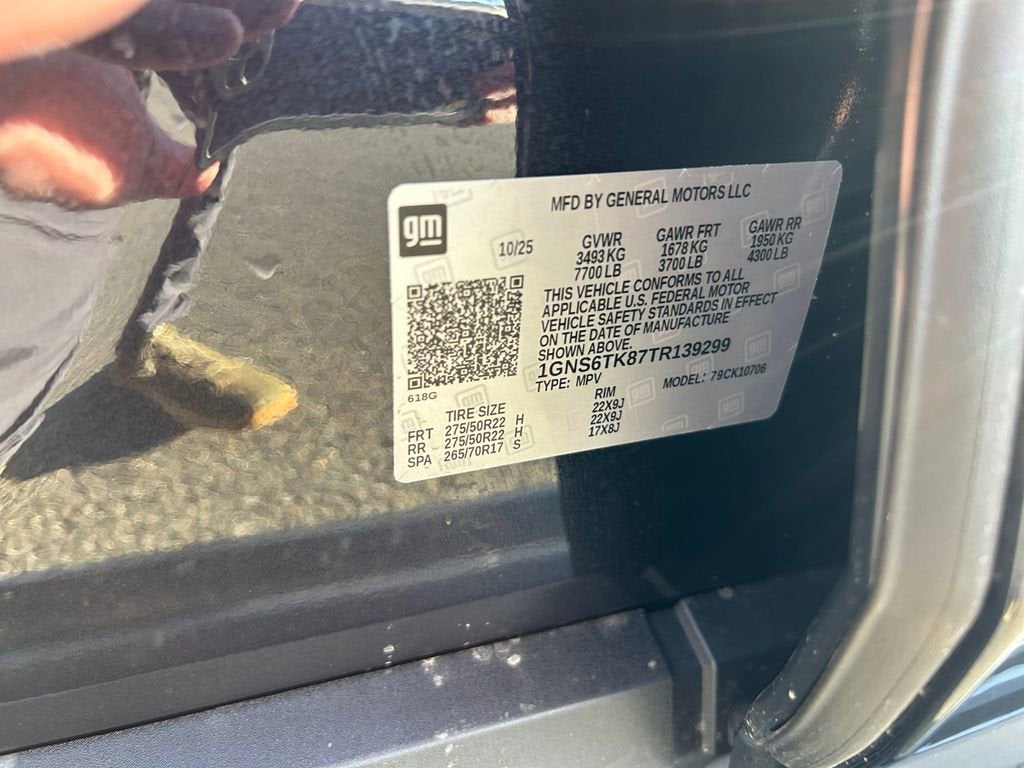 MFD BY GENERAL MOTORS LLC
gm
10/25 GVWR GAWR FRT GAWR RR
3493 KG 1678 KG 1950 KG
7700 LB 3700 LB 4300 LB
THIS VEHICLE CONFORMS TO ALL
APPLICABLE U.S. FEDERAL MOTOR
VEHICLE SAFETY STANDARDS IN EFFECT
ON THE DATE OF MANUFACTURE
SHOWN ABOVE.
1GNS6TK87TR139299
TYPE: MPV MODEL: 79CK10706
618G
TIRE SIZE RIM
FRT 275/50R22 H 22X9J
RR 275/50R22 H 22X9J
SPA 265/70R17 S 17X8J